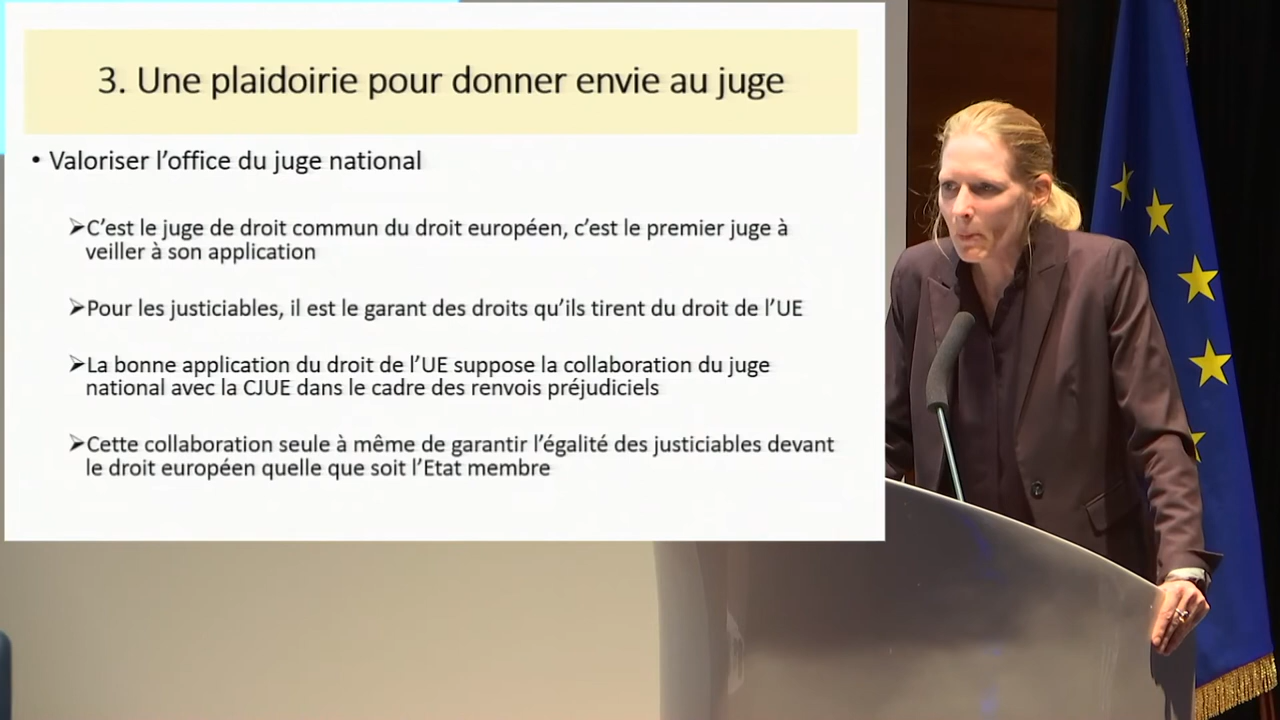 3. Une plaidoirie pour donner envie au juge
• Valoriser l’office du juge national
➢C’est le juge de droit commun du droit européen, c’est le premier juge à
veiller à son application
➢Pour les justiciables, il est le garant des droits qu’ils tirent du droit de l’UE
➢La bonne application du droit de l’UE suppose la collaboration du juge
national avec la CJUE dans le cadre des renvois préjudiciels
➢Cette collaboration seule à même de garantir l’égalité des justiciables devant
le droit européen quelle que soit l’Etat membre